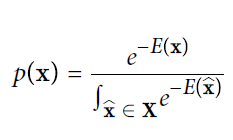 p(x) = e^{-E(x)} / ∫_{x̂ ∈ X} e^{-E(x̂)}